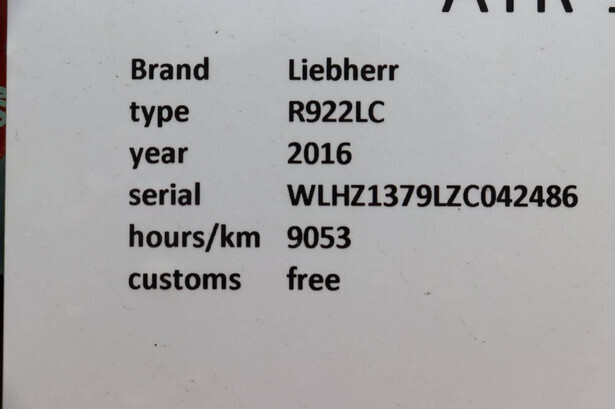 Brand Liebherr
type R922LC
year 2016
serial WLHZ1379LZC042486
hours/km 9053
customs free